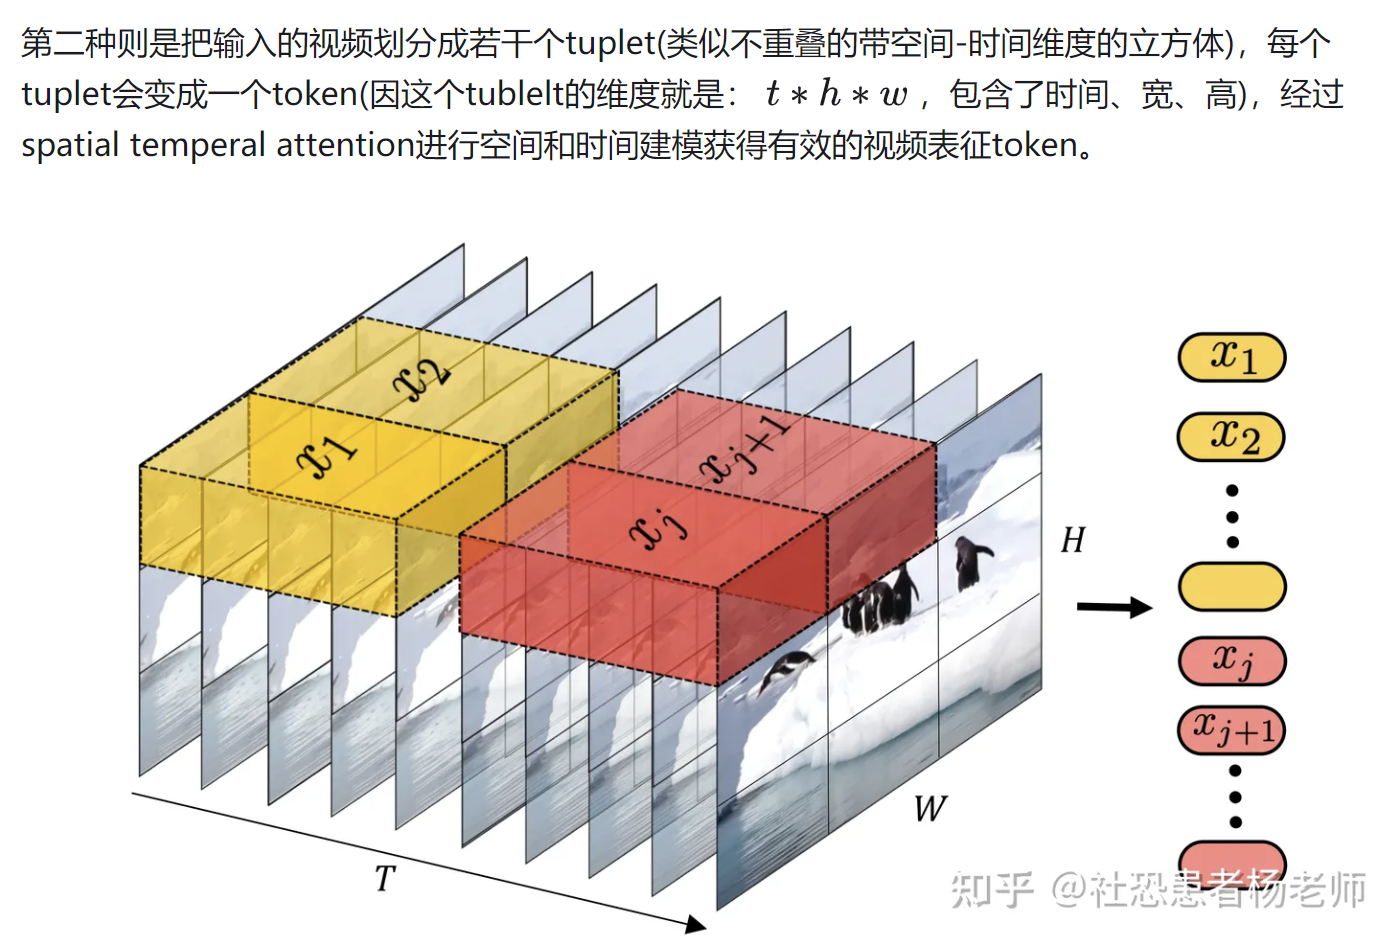 第二种则是把输入的视频划分成若干个tuplet(类似不重叠的带空间-时间维度的立方体)，每个
tuplet会变成一个token(因这个tublelt的维度就是： t ∗ h ∗ w ，包含了时间、宽、高)，经过
spatial temperal attention进行空间和时间建模获得有效的视频表征token。
x2
x1
xj+1
xj
H
W
T
x1
x2
xj
xj+1
知乎 @社恐患者杨老师